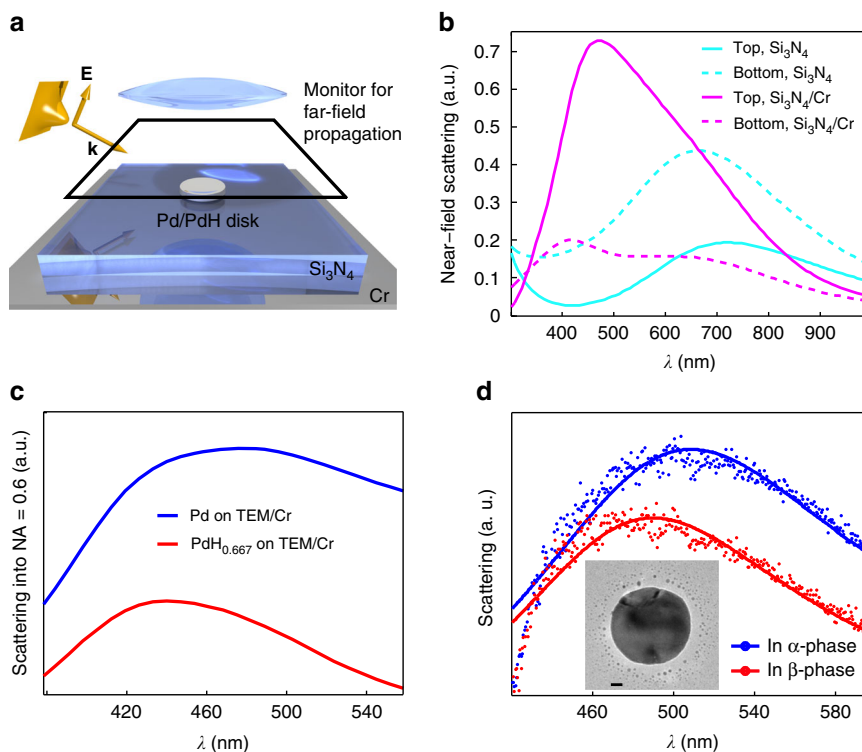 a
E
k
Monitor for
far-field
propagation
Pd/PdH disk
Si₃N₄
Cr
b
Near–field scattering (a.u.)
0.7
0.6
0.5
0.4
0.3
0.2
0.1
0
400 500 600 700 800 900
λ (nm)
Top, Si₃N₄
Bottom, Si₃N₄
Top, Si₃N₄/Cr
Bottom, Si₃N₄/Cr
c
Scattering into NA = 0.6 (a.u.)
Pd on TEM/Cr
PdH₀.₆₆₇ on TEM/Cr
420 460 500 540
λ (nm)
d
Scattering (a. u.)
In α-phase
In β-phase
460 500 540 580
λ (nm)